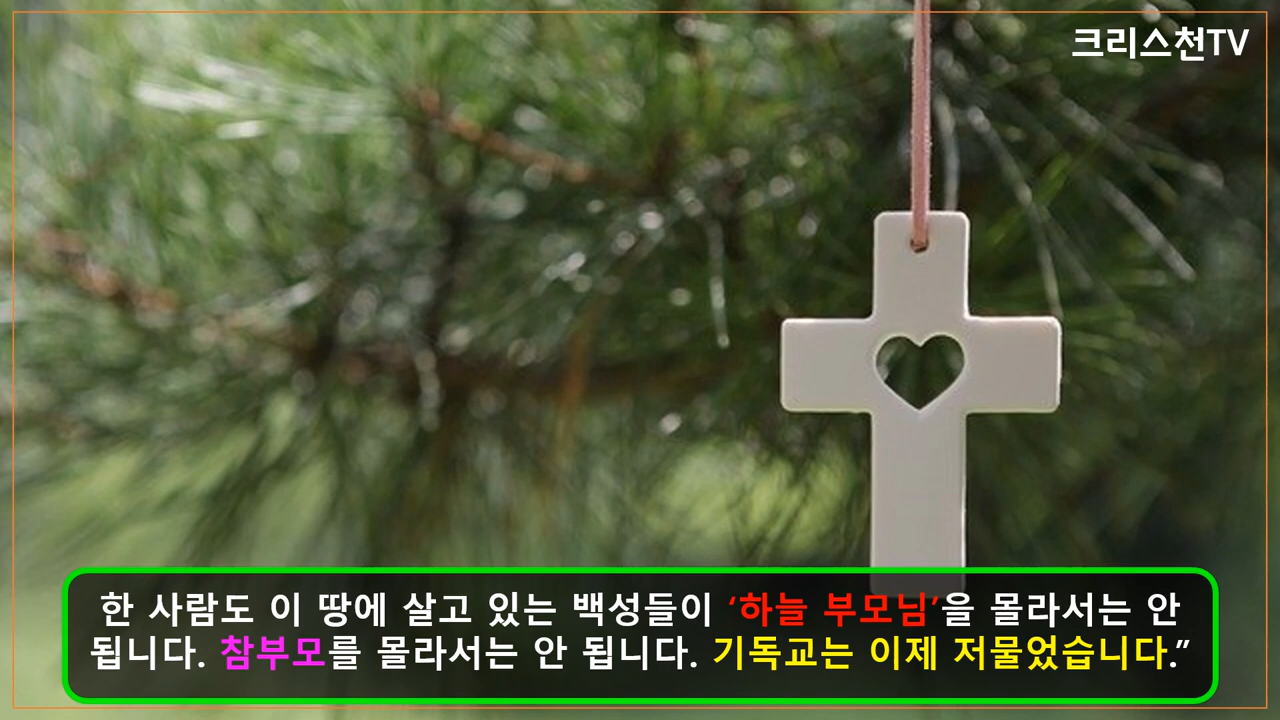 크리스천TV
한 사람도 이 땅에 살고 있는 백성들이 ‘하늘 부모님’을 몰라서는 안
됩니다. 참부모를 몰라서는 안 됩니다. 기독교는 이제 저물었습니다.”